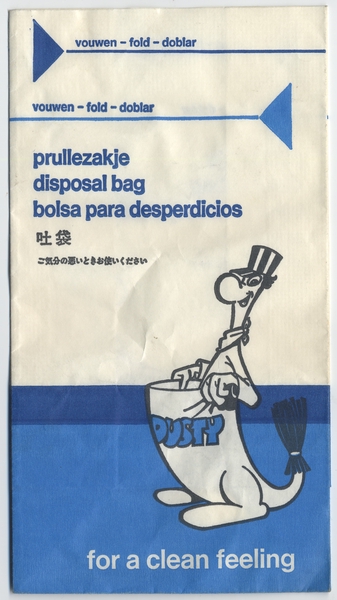 vouwen – fold – doblar
vouwen – fold – doblar
prullezakje
disposal bag
bolsa para desperdicios
吐袋
ご気分の悪いときお使いください
DUSTY
for a clean feeling